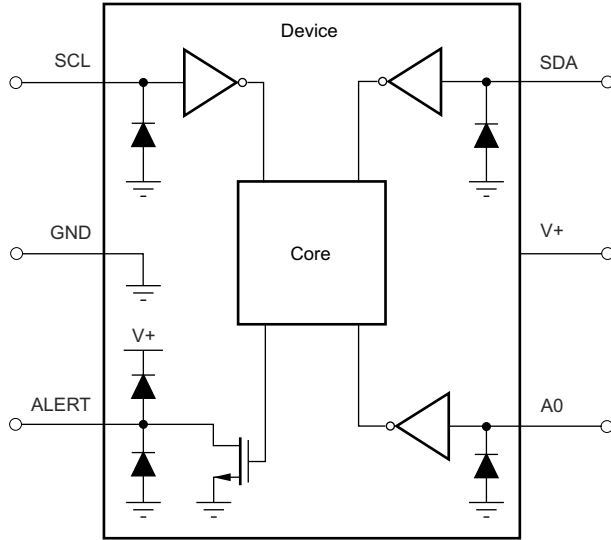 Device
SCL
SDA
GND
V+
Core
V+
ALERT
A0